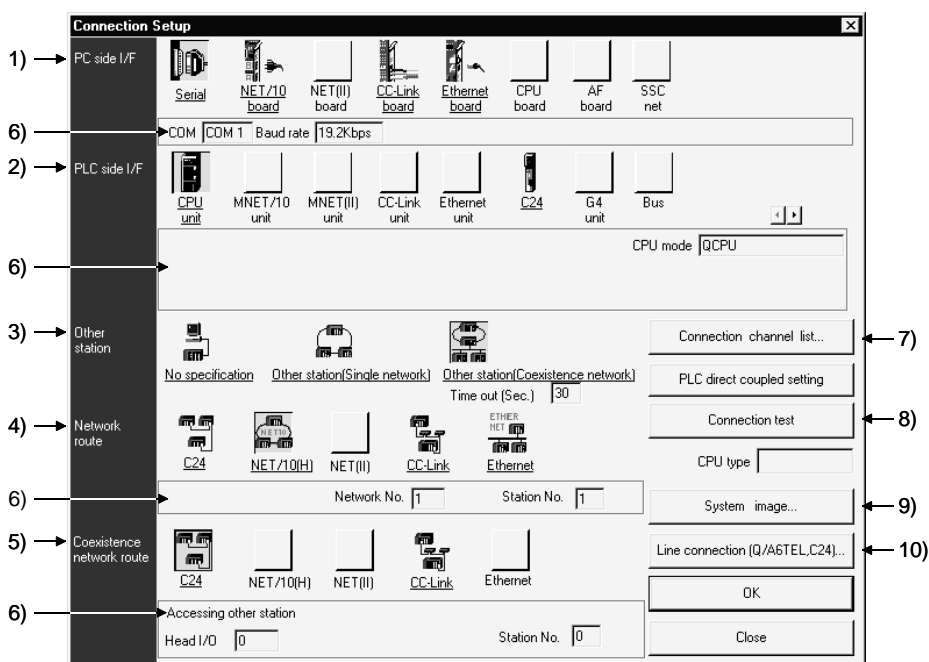 Connection Setup
1)
PC side I/F
Serial
NET/10 board
NET(II) board
CC-Link board
Ethernet board
CPU board
AF board
SSC net
6)
COM COM 1 Baud rate 19.2Kbps
2)
PLC side I/F
CPU unit
MNET/10 unit
MNET(II) unit
CC-Link unit
Ethernet unit
C24
G4 unit
Bus
6)
CPU mode QCPU
3)
Other station
No specification
Other station(Single network)
Other station(Coexistence network)
Time out (Sec.) 30
Connection channel list...
7)
PLC direct coupled setting
4)
Network route
C24
NET10
NET/10(H)
NET(II)
CC-Link
ETHER NET
Ethernet
Connection test
8)
CPU type
6)
Network No. 1 Station No. 1
System image...
9)
5)
Coexistence network route
C24
NET/10(H)
NET(II)
CC-Link
Ethernet
Line connection (Q/A6TEL,C24)...
10)
6)
Accessing other station
Head I/O 0 Station No. 0
OK
Close